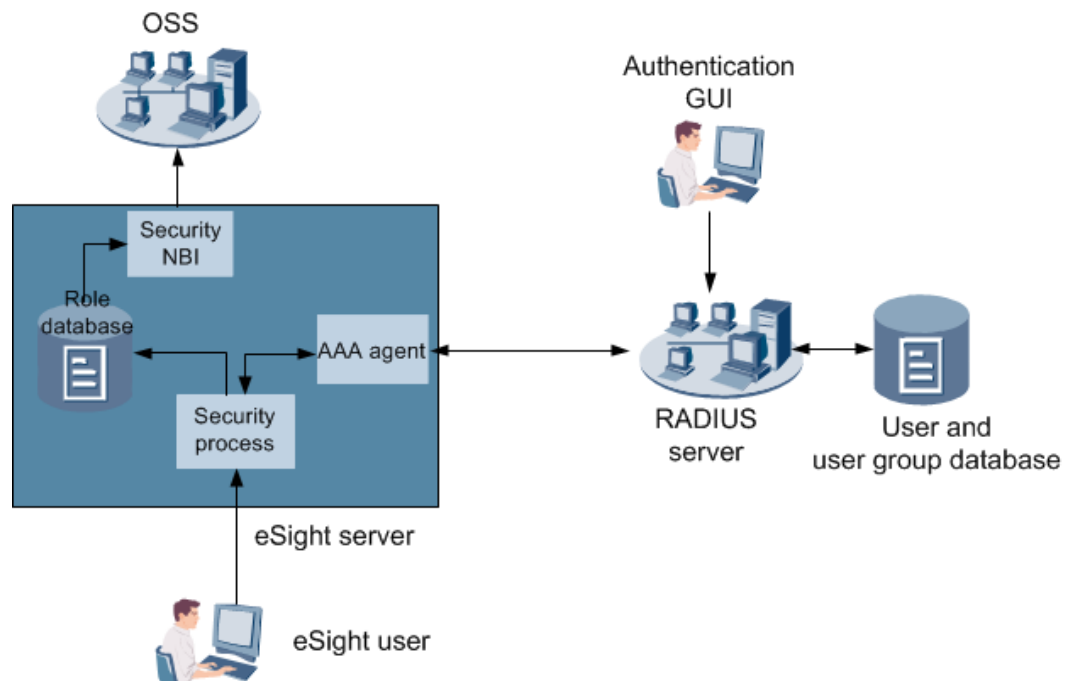 OSS
Authentication
GUI
Security
NBI
Role
database
AAA agent
Security
process
RADIUS
server
User and
user group database
eSight server
eSight user